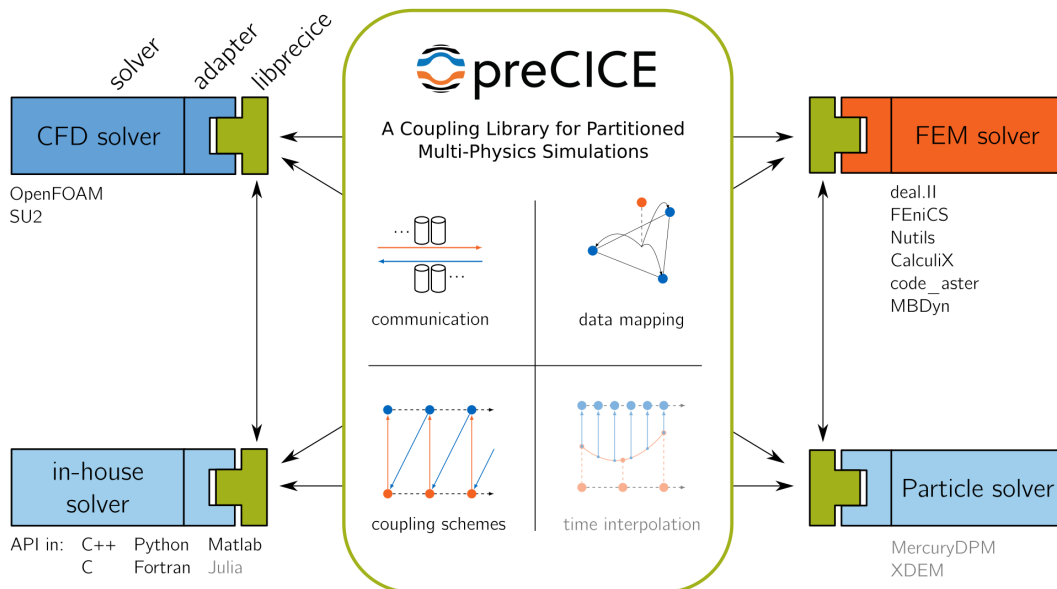 solver
adapter
libprecice
CFD solver
OpenFOAM
SU2
preCICE
A Coupling Library for Partitioned
Multi-Physics Simulations
...
...
communication
data mapping
coupling schemes
time interpolation
FEM solver
deal.II
FEniCS
Nutils
CalculiX
code_aster
MBDyn
in-house
solver
API in: C++ Python Matlab
C Fortran Julia
Particle solver
MercuryDPM
XDEM